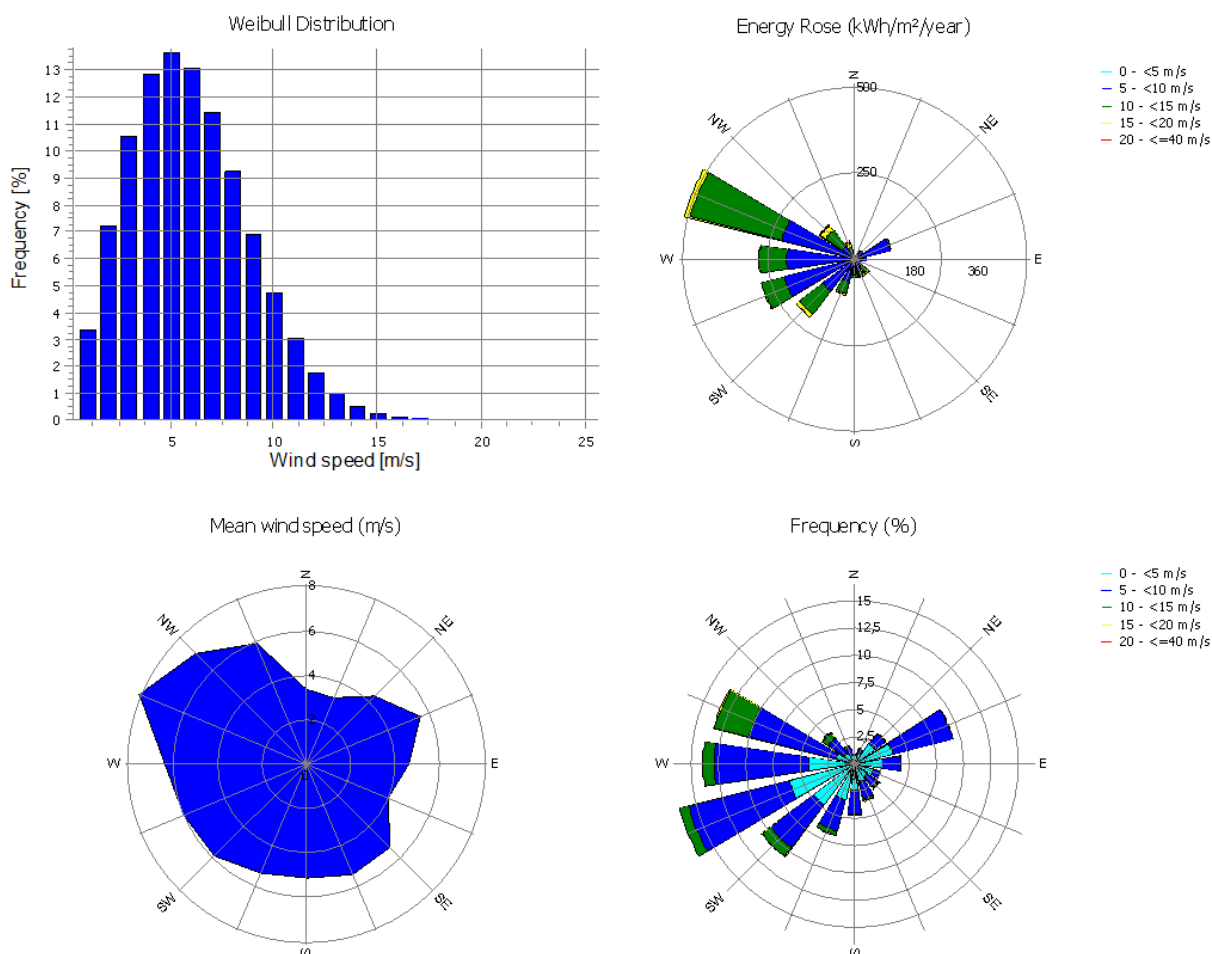 Weibull Distribution
Frequency [%]
13
12
11
10
9
8
7
6
5
4
3
2
1
0
5
10
15
20
25
Wind speed [m/s]
Energy Rose (kWh/m²/year)
N
500
NW
NE
250
W
180
360
E
SW
SE
S
0 - <5 m/s
5 - <10 m/s
10 - <15 m/s
15 - <20 m/s
20 - <=40 m/s
Mean wind speed (m/s)
N
8
NW
NE
6
4
2
W
0
E
SW
SE
S
Frequency (%)
N
15
NW
NE
12,5
10
7,5
5
2,5
W
E
SW
SE
S
0 - <5 m/s
5 - <10 m/s
10 - <15 m/s
15 - <20 m/s
20 - <=40 m/s